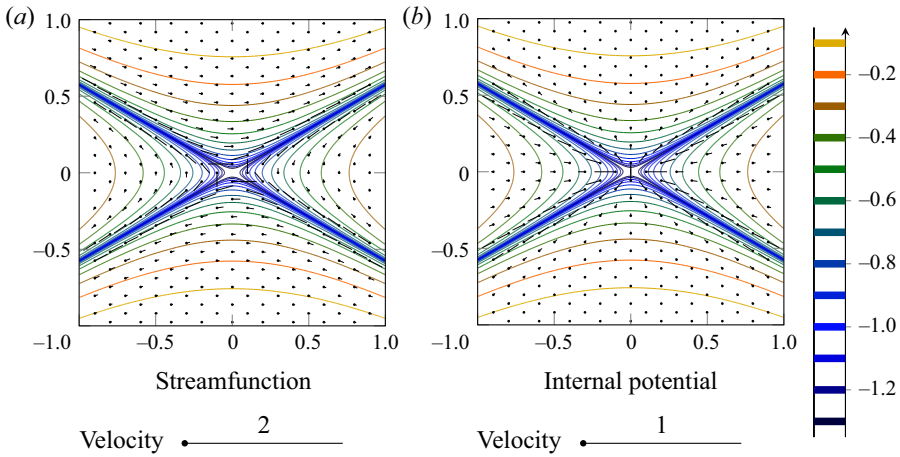 (a)
1.0
0.5
0
−0.5
−1.0
−1.0 −0.5 0 0.5 1.0
Streamfunction
Velocity 2
(b)
1.0
0.5
0
−0.5
−1.0 −0.5 0 0.5 1.0
Internal potential
Velocity 1
−0.2
−0.4
−0.6
−0.8
−1.0
−1.2